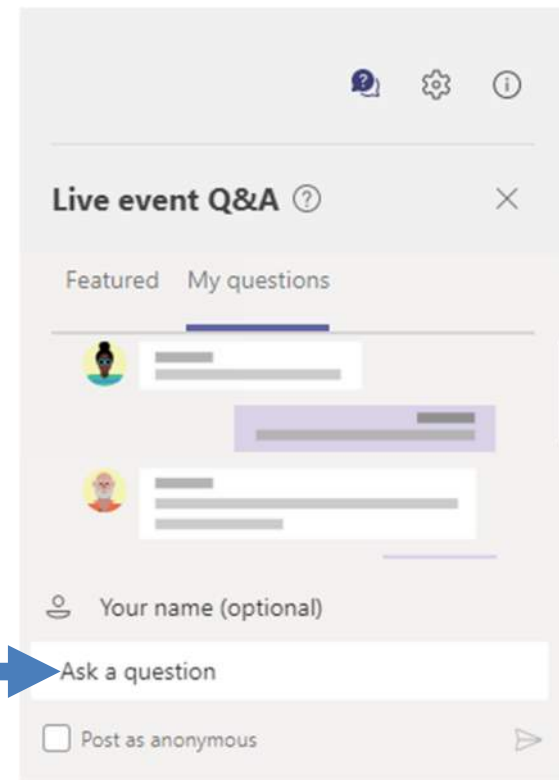 Live event Q&A
Featured My questions
Your name (optional)
Ask a question
Post as anonymous